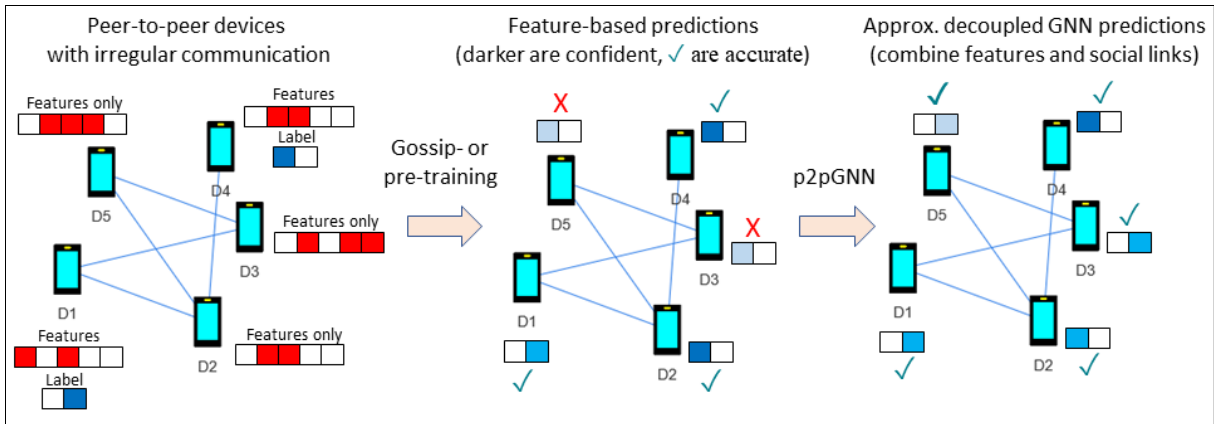 Peer-to-peer devices
with irregular communication
Features only
Features
Label
D5
D4
Features only
D3
D1
Features
Label
D2
Features only
Gossip- or
pre-training
Feature-based predictions
(darker are confident, ✓ are accurate)
X
✓
D5
D4
X
D3
D1
✓
D2
✓
p2pGNN
Approx. decoupled GNN predictions
(combine features and social links)
✓
✓
D5
D4
✓
D3
D1
✓
D2
✓